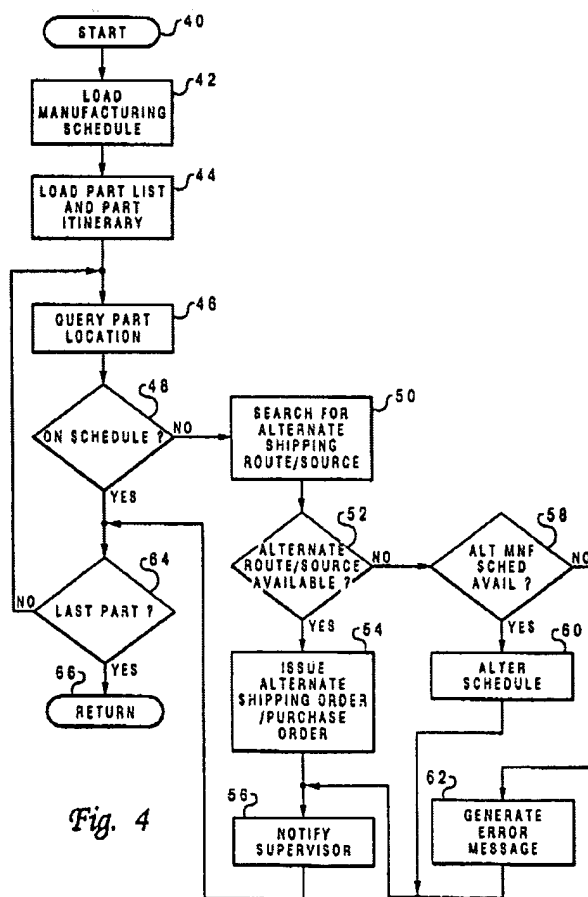 START
40
LOAD
MANUFACTURING
SCHEDULE
42
LOAD PART LIST
AND PART
ITINERARY
44
QUERY PART
LOCATION
46
ON SCHEDULE ?
48
NO
YES
SEARCH FOR
ALTERNATE
SHIPPING
ROUTE/SOURCE
50
ALTERNATE
ROUTE/SOURCE
AVAILABLE ?
52
NO
YES
ALT MNF
SCHED
AVAIL ?
58
NO
YES
LAST PART ?
64
NO
YES
ISSUE
ALTERNATE
SHIPPING ORDER
/PURCHASE
ORDER
54
ALTER
SCHEDULE
60
66
RETURN
Fig. 4
56
NOTIFY
SUPERVISOR
62
GENERATE
ERROR
MESSAGE